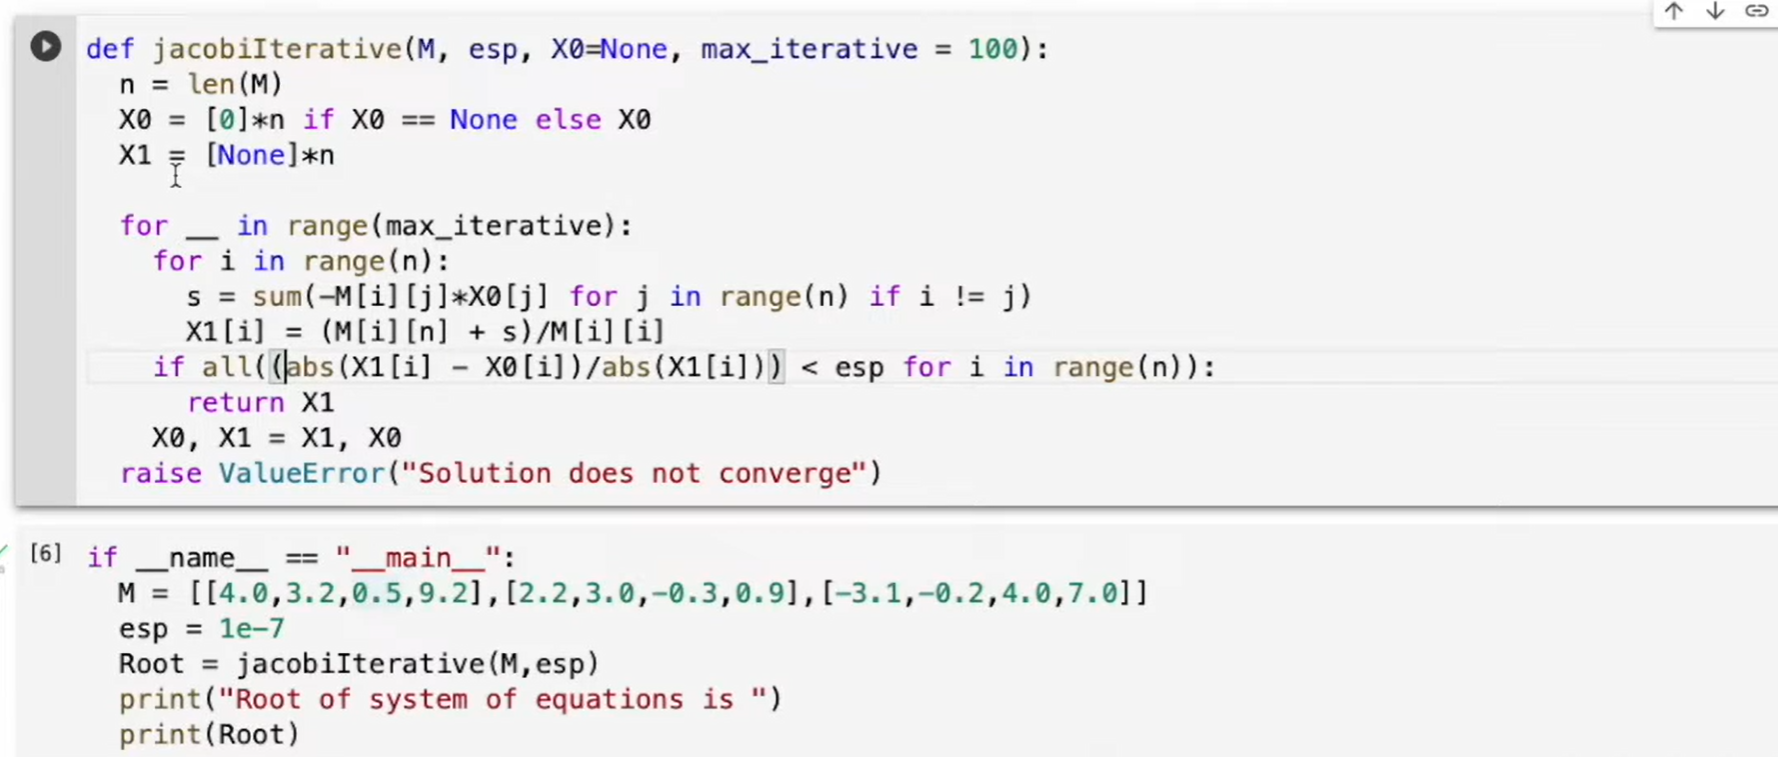 def jacobiIterative(M, esp, X0=None, max_iterative = 100):
  n = len(M)
  X0 = [0]*n if X0 == None else X0
  X1 = [None]*n

  for __ in range(max_iterative):
    for i in range(n):
      s = sum(-M[i][j]*X0[j] for j in range(n) if i != j)
      X1[i] = (M[i][n] + s)/M[i][i]
    if all((abs(X1[i] - X0[i])/abs(X1[i])) < esp for i in range(n)):
      return X1
    X0, X1 = X1, X0
  raise ValueError("Solution does not converge")
[6] if __name__ == "__main__":
  M = [[4.0,3.2,0.5,9.2],[2.2,3.0,-0.3,0.9],[-3.1,-0.2,4.0,7.0]]
  esp = 1e-7
  Root = jacobiIterative(M,esp)
  print("Root of system of equations is ")
  print(Root)